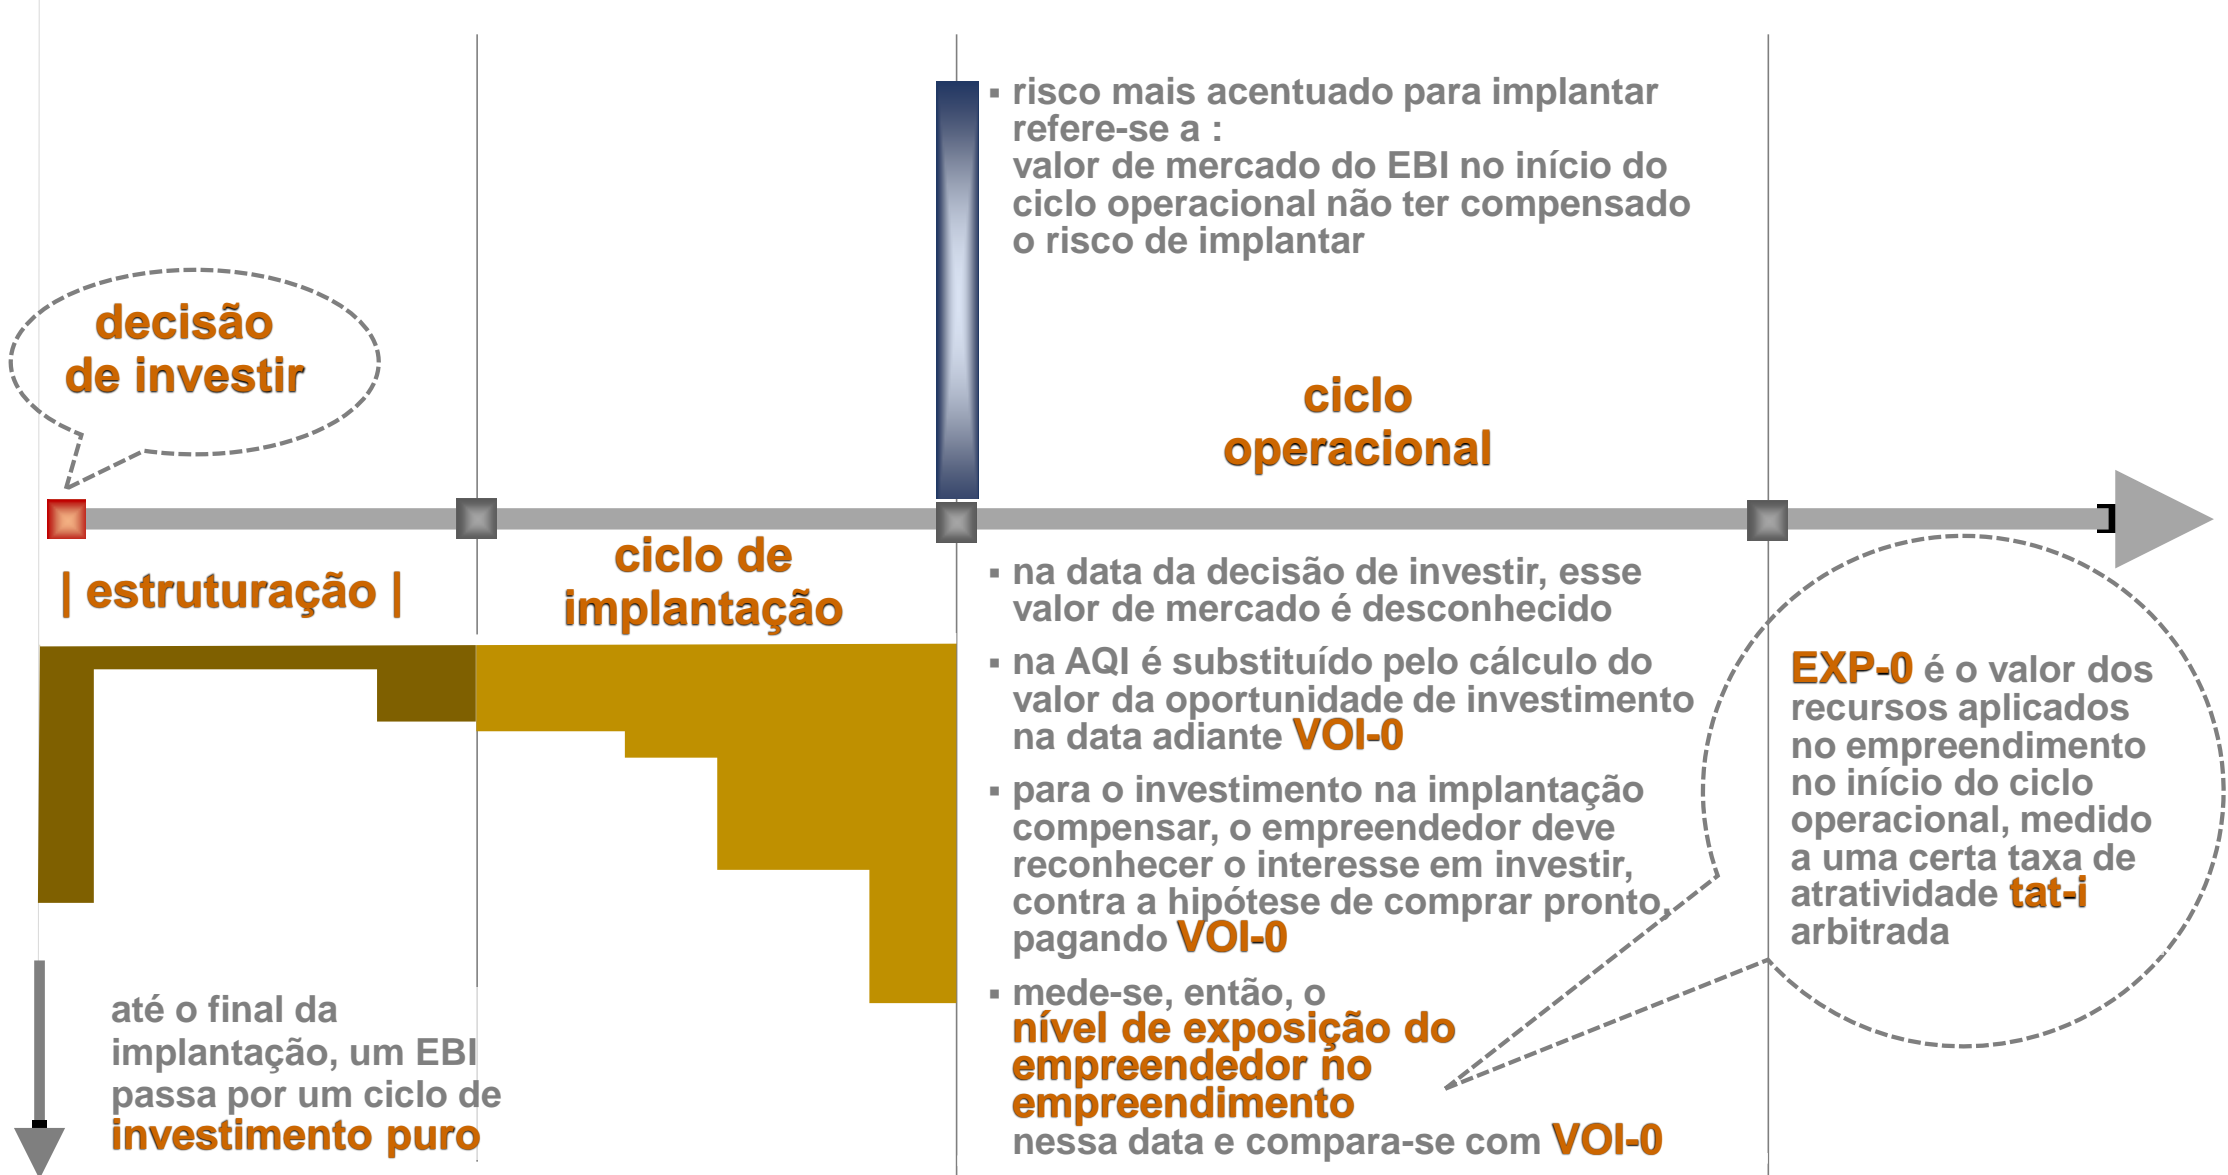 decisão
de investir
▪ risco mais acentuado para implantar
refere-se a :
valor de mercado do EBI no início do
ciclo operacional não ter compensado
o risco de implantar
ciclo
operacional
| estruturação |
ciclo de
implantação
▪ na data da decisão de investir, esse
valor de mercado é desconhecido
▪ na AQI é substituído pelo cálculo do
valor da oportunidade de investimento
na data adiante VOI-0
▪ para o investimento na implantação
compensar, o empreendedor deve
reconhecer o interesse em investir,
contra a hipótese de comprar pronto,
pagando VOI-0
▪ mede-se, então, o
nível de exposição do
empreendedor no
empreendimento
nessa data e compara-se com VOI-0
EXP-0 é o valor dos
recursos aplicados
no empreendimento
no início do ciclo
operacional, medido
a uma certa taxa de
atratividade tat-i
arbitrada
até o final da
implantação, um EBI
passa por um ciclo de
investimento puro